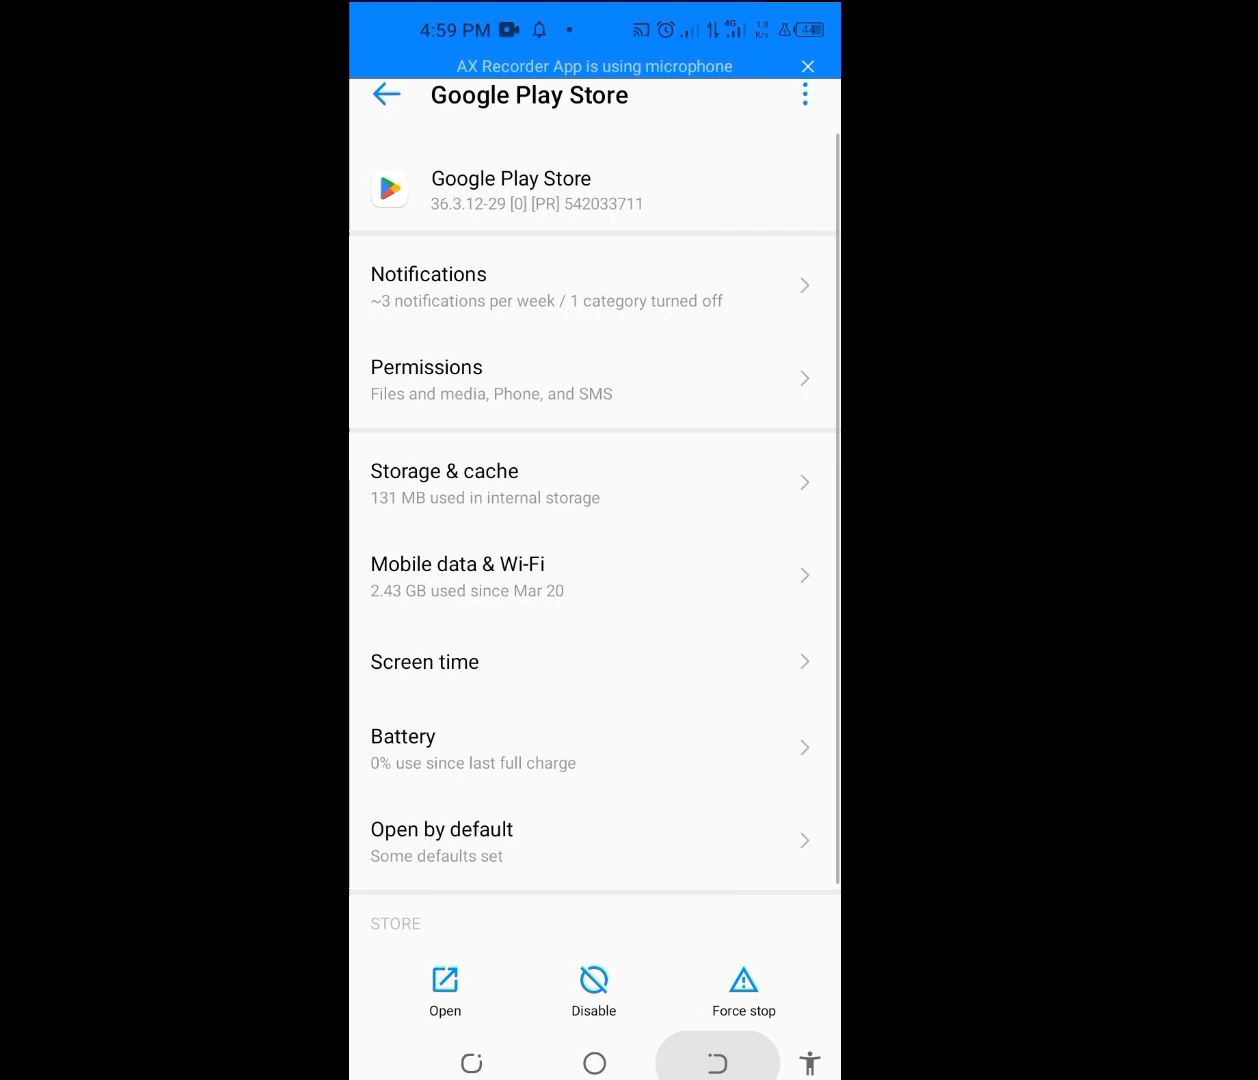 4:59 PM
4G
1.8
K/s
44
AX Recorder App is using microphone
Google Play Store
Google Play Store
36.3.12-29 [0] [PR] 542033711
Notifications
~3 notifications per week / 1 category turned off
Permissions
Files and media, Phone, and SMS
Storage & cache
131 MB used in internal storage
Mobile data & Wi-Fi
2.43 GB used since Mar 20
Screen time
Battery
0% use since last full charge
Open by default
Some defaults set
STORE
Open
Disable
Force stop